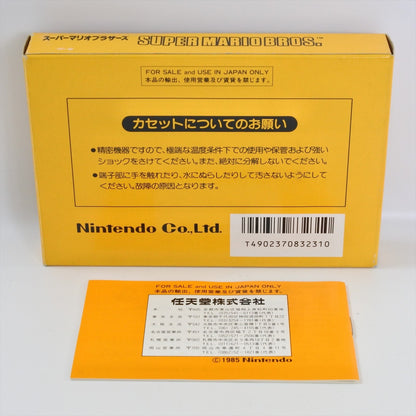 スーパーマリオブラザーズ
SUPER MARIO BROS.™
FOR SALE and USE IN JAPAN ONLY
本品の輸出、使用営業及び賃貸を禁じます。
カセットについてのお願い
●精密機器ですので、極端な温度条件下での使用や保管および強い
ショックをさけてください。また、絶対に分解しないでください。
●端子部に手を触れたり、水にぬらしたりして汚さないようにして
ください。故障の原因となります。
Nintendo Co.,Ltd.
T4902370832310
FOR SALE and USE IN JAPAN ONLY
本品の輸出、使用営業及び賃貸を禁じます。
任天堂株式会社
©1985 Nintendo